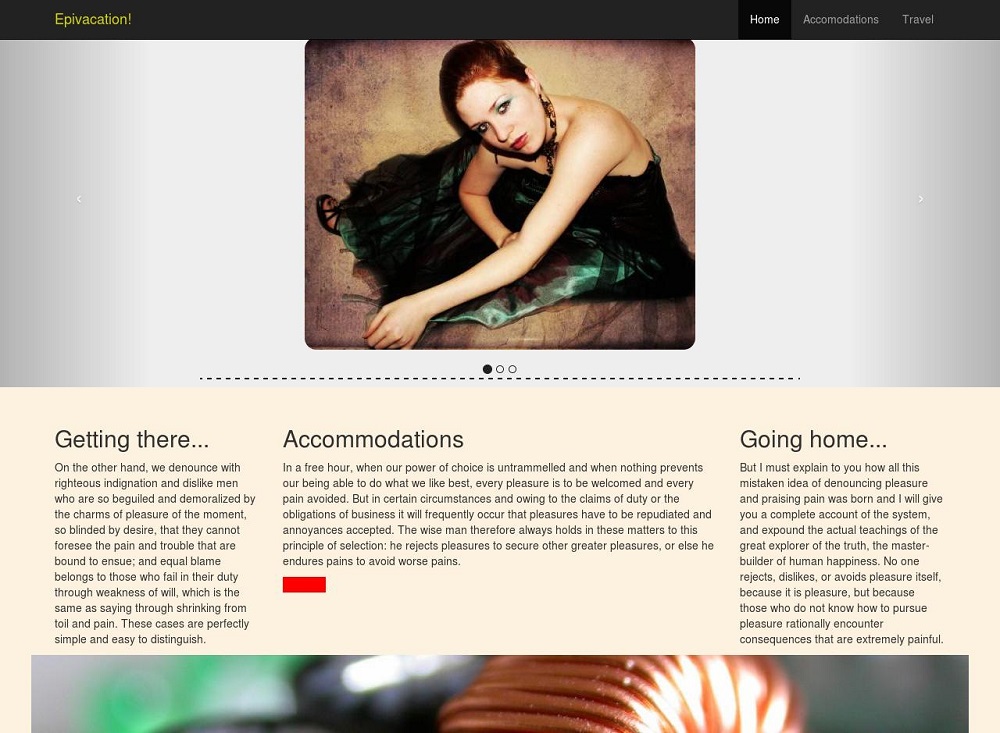 Epivacation!
Home
Accomodations
Travel
Getting there...
On the other hand, we denounce with
righteous indignation and dislike men
who are so beguiled and demoralized by
the charms of pleasure of the moment,
so blinded by desire, that they cannot
foresee the pain and trouble that are
bound to ensue; and equal blame
belongs to those who fail in their duty
through weakness of will, which is the
same as saying through shrinking from
toil and pain. These cases are perfectly
simple and easy to distinguish.
Accommodations
In a free hour, when our power of choice is untrammelled and when nothing prevents
our being able to do what we like best, every pleasure is to be welcomed and every
pain avoided. But in certain circumstances and owing to the claims of duty or the
obligations of business it will frequently occur that pleasures have to be repudiated and
annoyances accepted. The wise man therefore always holds in these matters to this
principle of selection: he rejects pleasures to secure other greater pleasures, or else he
endures pains to avoid worse pains.
Going home...
But I must explain to you how all this
mistaken idea of denouncing pleasure
and praising pain was born and I will give
you a complete account of the system,
and expound the actual teachings of the
great explorer of the truth, the master-
builder of human happiness. No one
rejects, dislikes, or avoids pleasure itself,
because it is pleasure, but because
those who do not know how to pursue
pleasure rationally encounter
consequences that are extremely painful.